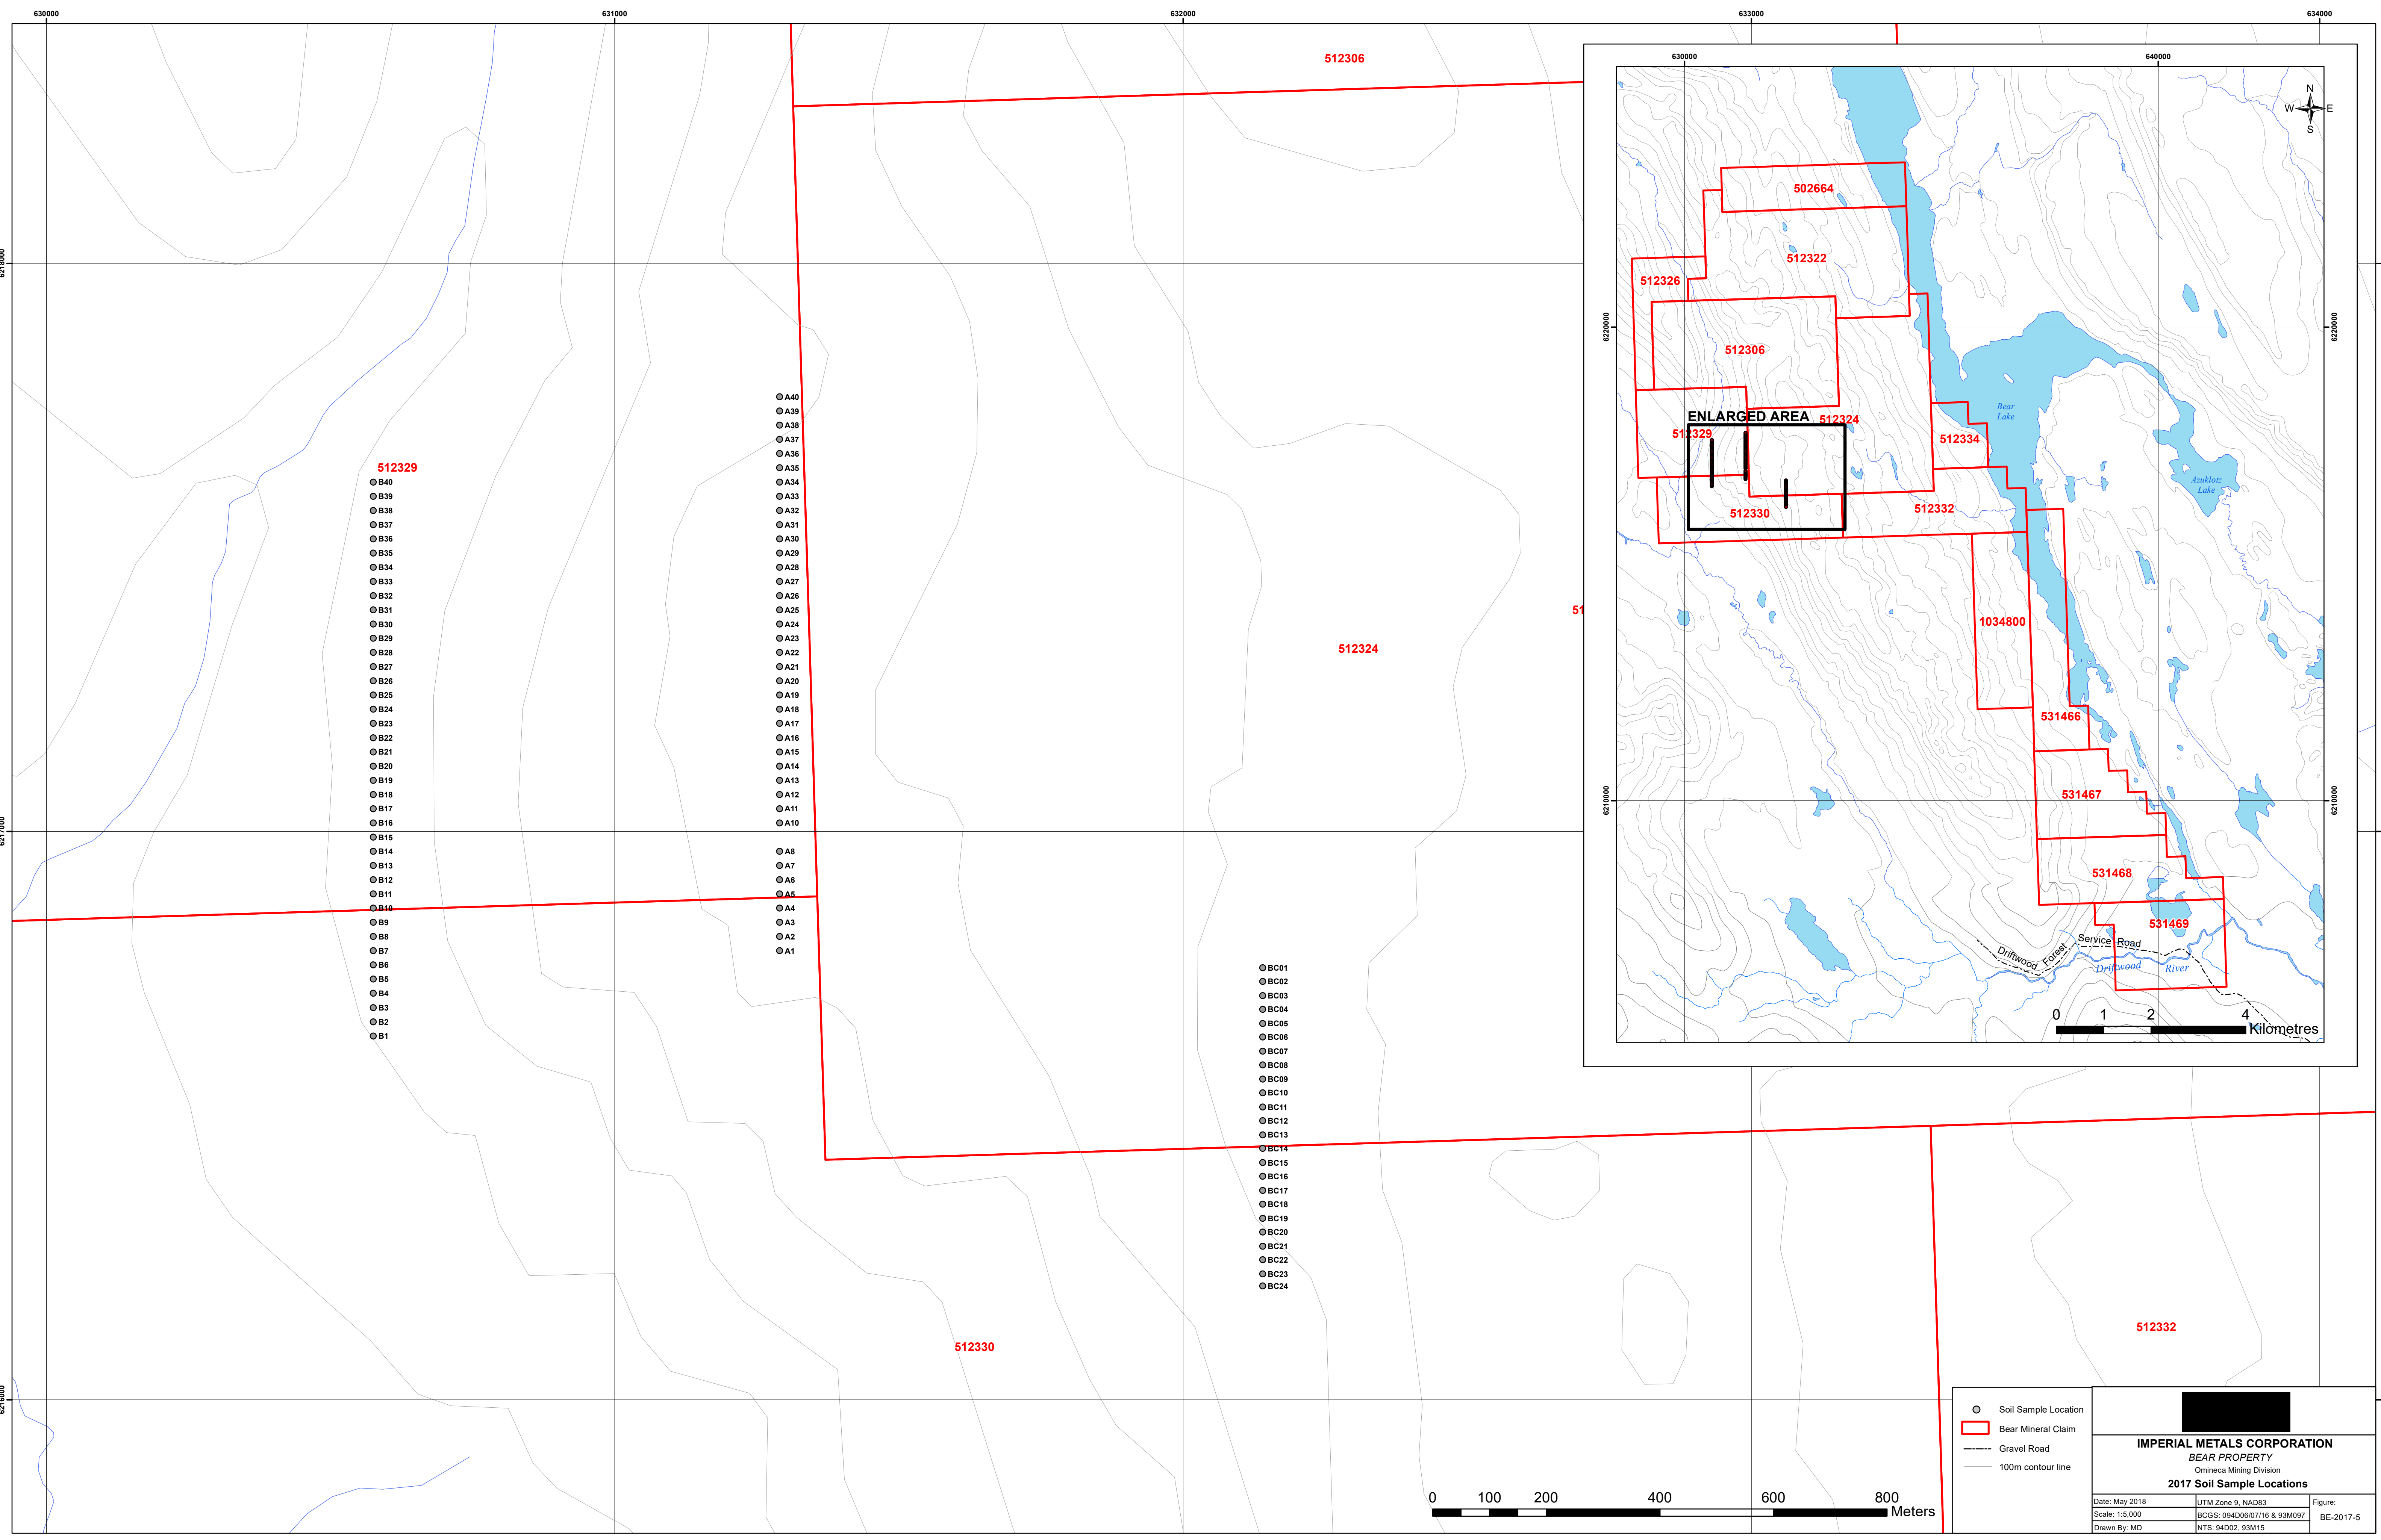 630000
631000
632000
633000
634000
6218000
6217000
6216000
512306
512329
512324
51
512330
512332
A40
A39
A38
A37
A36
A35
A34
A33
A32
A31
A30
A29
A28
A27
A26
A25
A24
A23
A22
A21
A20
A19
A18
A17
A16
A15
A14
A13
A12
A11
A10
A8
A7
A6
A5
A4
A3
A2
A1
B40
B39
B38
B37
B36
B35
B34
B33
B32
B31
B30
B29
B28
B27
B26
B25
B24
B23
B22
B21
B20
B19
B18
B17
B16
B15
B14
B13
B12
B11
B10
B9
B8
B7
B6
B5
B4
B3
B2
B1
BC01
BC02
BC03
BC04
BC05
BC06
BC07
BC08
BC09
BC10
BC11
BC12
BC13
BC14
BC15
BC16
BC17
BC18
BC19
BC20
BC21
BC22
BC23
BC24
630000
640000
6220000
6220000
6210000
6210000
N
W E
S
502664
512322
512326
512306
ENLARGED AREA
512324
512329
512334
512330
512332
1034800
531466
531467
531468
531469
Bear
Lake
Azuklotz
Lake
Driftwood Forest Service Road
Driftwood River
0 1 2 4
Kilometres
0 100 200 400 600 800
Meters
Soil Sample Location
Bear Mineral Claim
Gravel Road
100m contour line
IMPERIAL METALS CORPORATION
BEAR PROPERTY
Omineca Mining Division
2017 Soil Sample Locations
Date: May 2018
UTM Zone 9, NAD83
Figure:
Scale: 1:5,000
BCGS: 094D06/07/16 & 93M097
BE-2017-5
Drawn By: MD
NTS: 94D02, 93M15